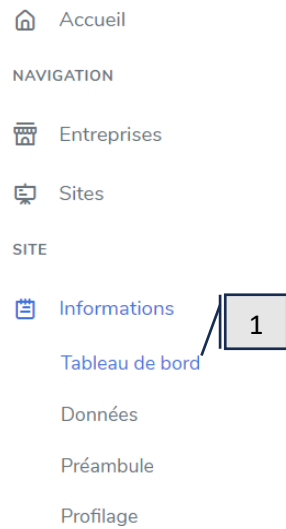 Accueil
NAVIGATION
Entreprises
Sites
SITE
Informations
1
Tableau de bord
Données
Préambule
Profilage